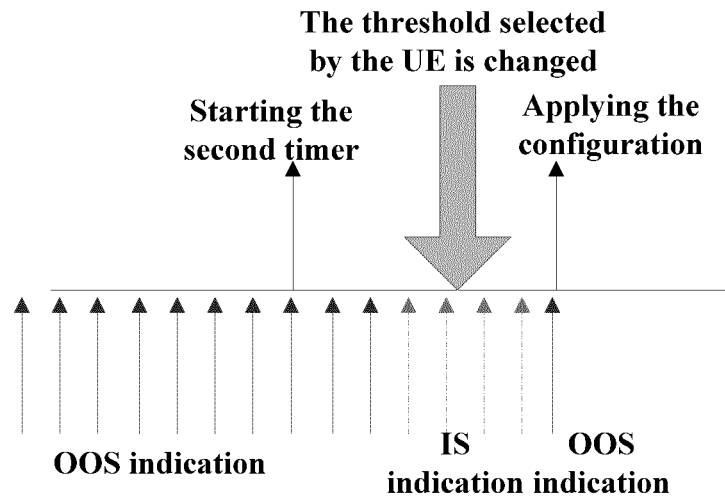 The threshold selected
by the UE is changed
Starting the
second timer
Applying the
configuration
OOS indication
IS
indication
OOS
indication